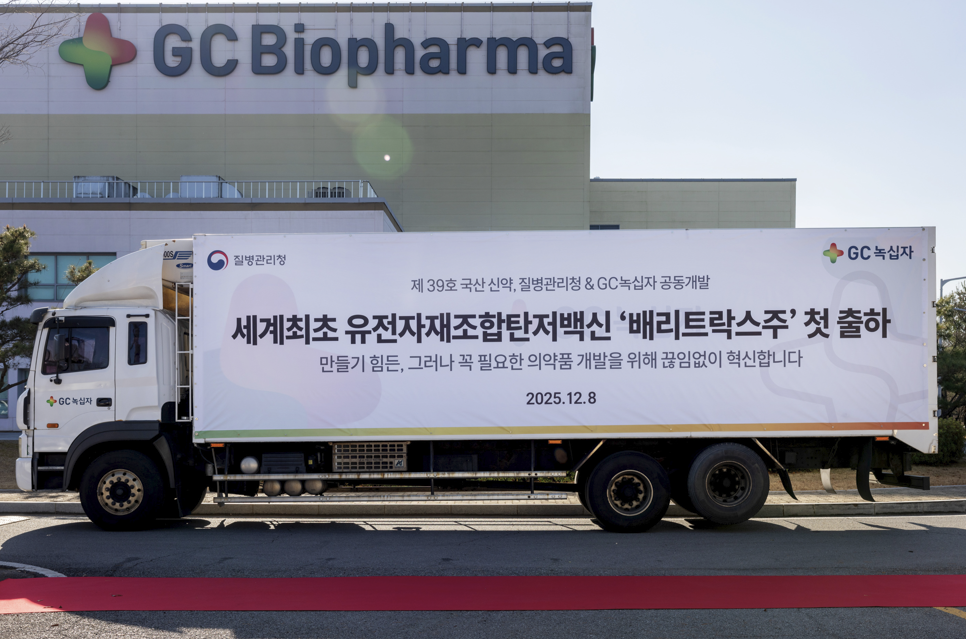 GC Biopharma
질병관리청
GC 녹십자
제 39호 국산 신약, 질병관리청 & GC녹십자 공동개발
세계최초 유전자재조합탄저백신 ‘배리트락스주’ 첫 출하
만들기 힘든, 그러나 꼭 필요한 의약품 개발을 위해 끊임없이 혁신합니다
2025.12.8
GC 녹십자